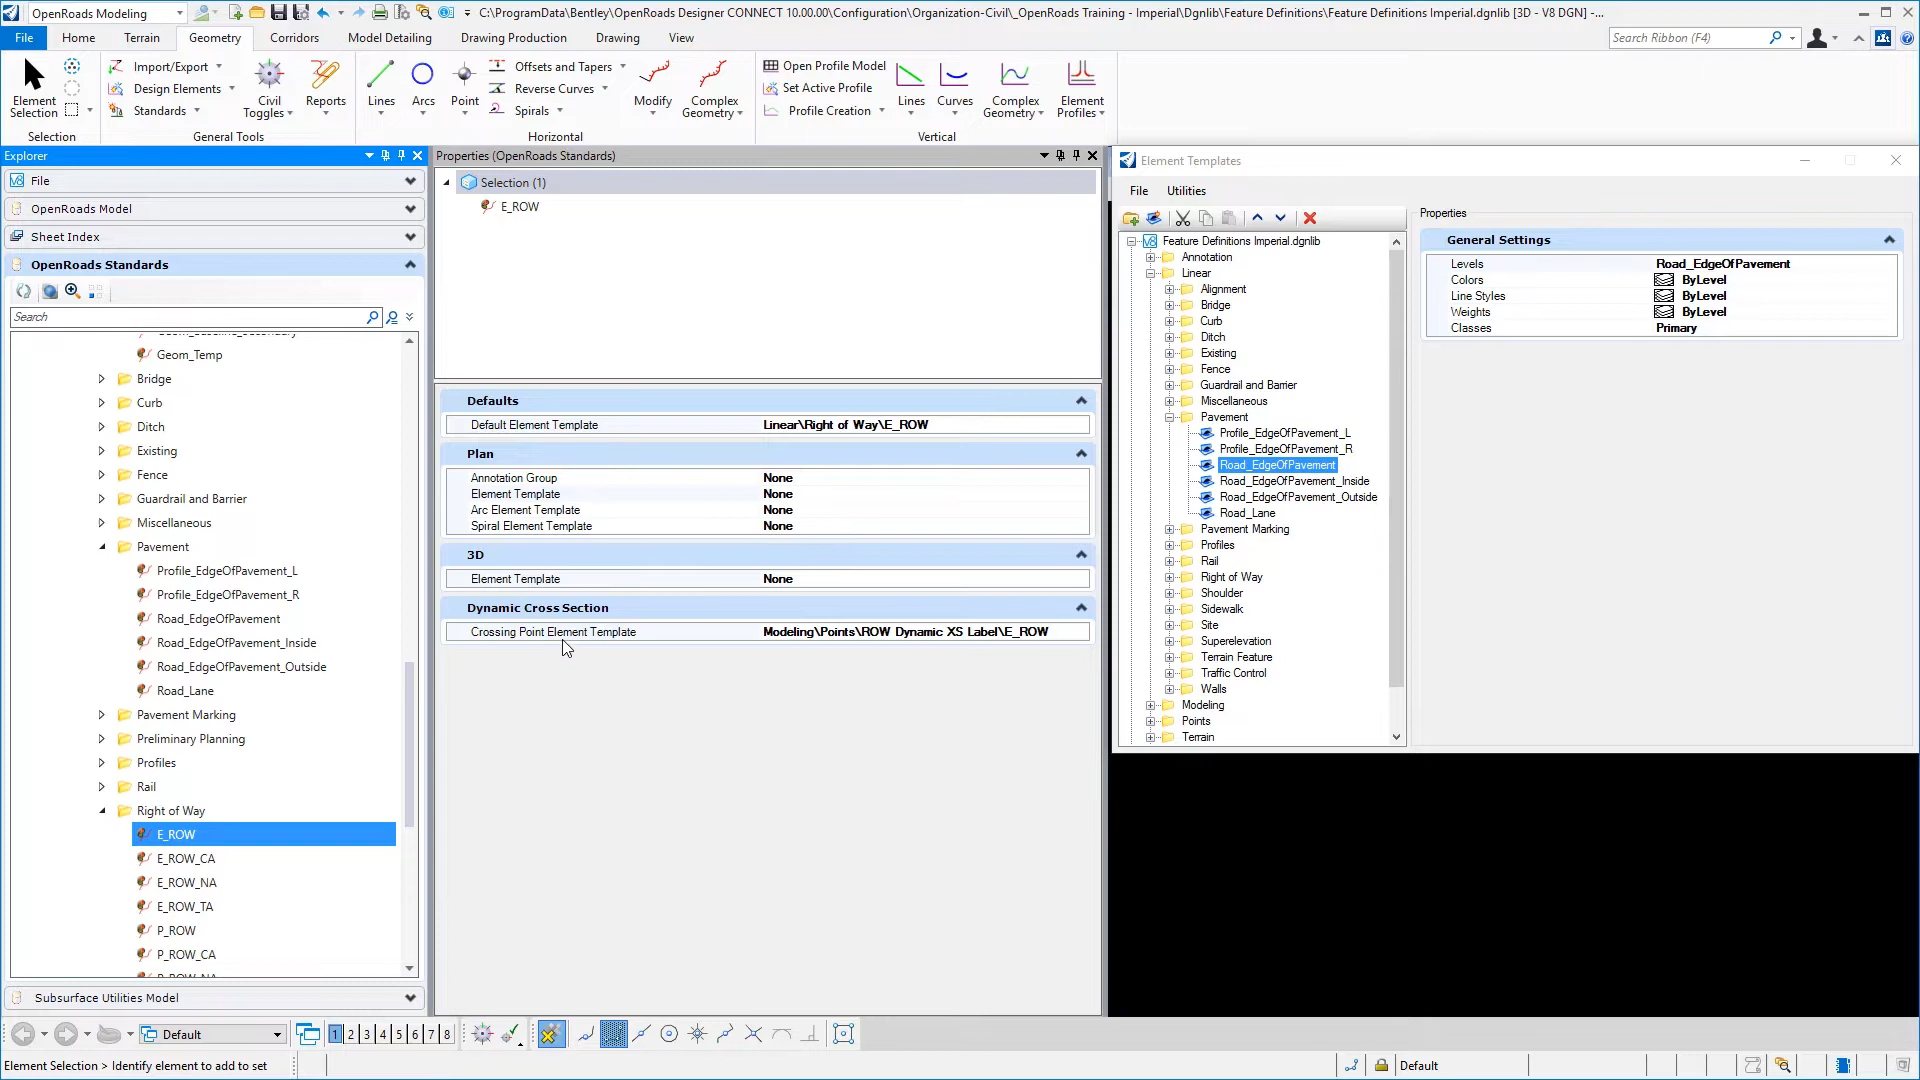 OpenRoads Modeling
C:\ProgramData\Bentley\OpenRoads Designer CONNECT 10.00.00\Configuration\Organization-Civil\_OpenRoads Training - Imperial\Dgnlib\Feature Definitions\Feature Definitions Imperial.dgnlib [3D - V8 DGN] -...
File
Home
Terrain
Geometry
Corridors
Model Detailing
Drawing Production
Drawing
View
Search Ribbon (F4)
Element
Selection
Selection
Import/Export
Design Elements
Standards
Civil
Toggles
Reports
General Tools
Lines
Arcs
Point
Offsets and Tapers
Reverse Curves
Spirals
Modify
Complex
Geometry
Horizontal
Open Profile Model
Set Active Profile
Profile Creation
Lines
Curves
Complex
Geometry
Element
Profiles
Vertical
Explorer
File
OpenRoads Model
Sheet Index
OpenRoads Standards
Search
Geom_Temp
Bridge
Curb
Ditch
Existing
Fence
Guardrail and Barrier
Miscellaneous
Pavement
Profile_EdgeOfPavement_L
Profile_EdgeOfPavement_R
Road_EdgeOfPavement
Road_EdgeOfPavement_Inside
Road_EdgeOfPavement_Outside
Road_Lane
Pavement Marking
Preliminary Planning
Profiles
Rail
Right of Way
E_ROW
E_ROW_CA
E_ROW_NA
E_ROW_TA
P_ROW
P_ROW_CA
Subsurface Utilities Model
Properties (OpenRoads Standards)
Selection (1)
E_ROW
Defaults
Default Element Template Linear\Right of Way\E_ROW
Plan
Annotation Group None
Element Template None
Arc Element Template None
Spiral Element Template None
3D
Element Template None
Dynamic Cross Section
Crossing Point Element Template Modeling\Points\ROW Dynamic XS Label\E_ROW
Element Templates
File
Utilities
Feature Definitions Imperial.dgnlib
Annotation
Linear
Alignment
Bridge
Curb
Ditch
Existing
Fence
Guardrail and Barrier
Miscellaneous
Pavement
Profile_EdgeOfPavement_L
Profile_EdgeOfPavement_R
Road_EdgeOfPavement
Road_EdgeOfPavement_Inside
Road_EdgeOfPavement_Outside
Road_Lane
Pavement Marking
Profiles
Rail
Right of Way
Shoulder
Sidewalk
Site
Superelevation
Terrain Feature
Traffic Control
Walls
Modeling
Points
Terrain
Properties
General Settings
Levels Road_EdgeOfPavement
Colors ByLevel
Line Styles ByLevel
Weights ByLevel
Classes Primary
Default
1 2 3 4 5 6 7 8
Element Selection > Identify element to add to set
Default